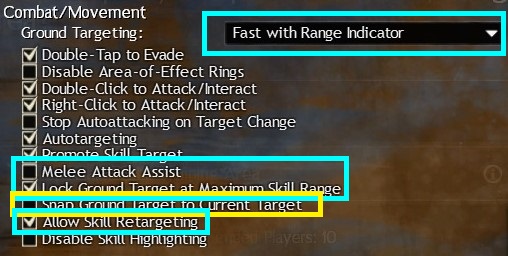 Combat/Movement
Ground Targeting: Fast with Range Indicator
Double-Tap to Evade
Disable Area-of-Effect Rings
Double-Click to Attack/Interact
Right-Click to Attack/Interact
Stop Autoattacking on Target Change
Autotargeting
Promote Skill Target
Melee Attack Assist
Lock Ground Target at Maximum Skill Range
Snap Ground Target to Current Target
Allow Skill Retargeting
Disable Skill Highlighting
Players: 10